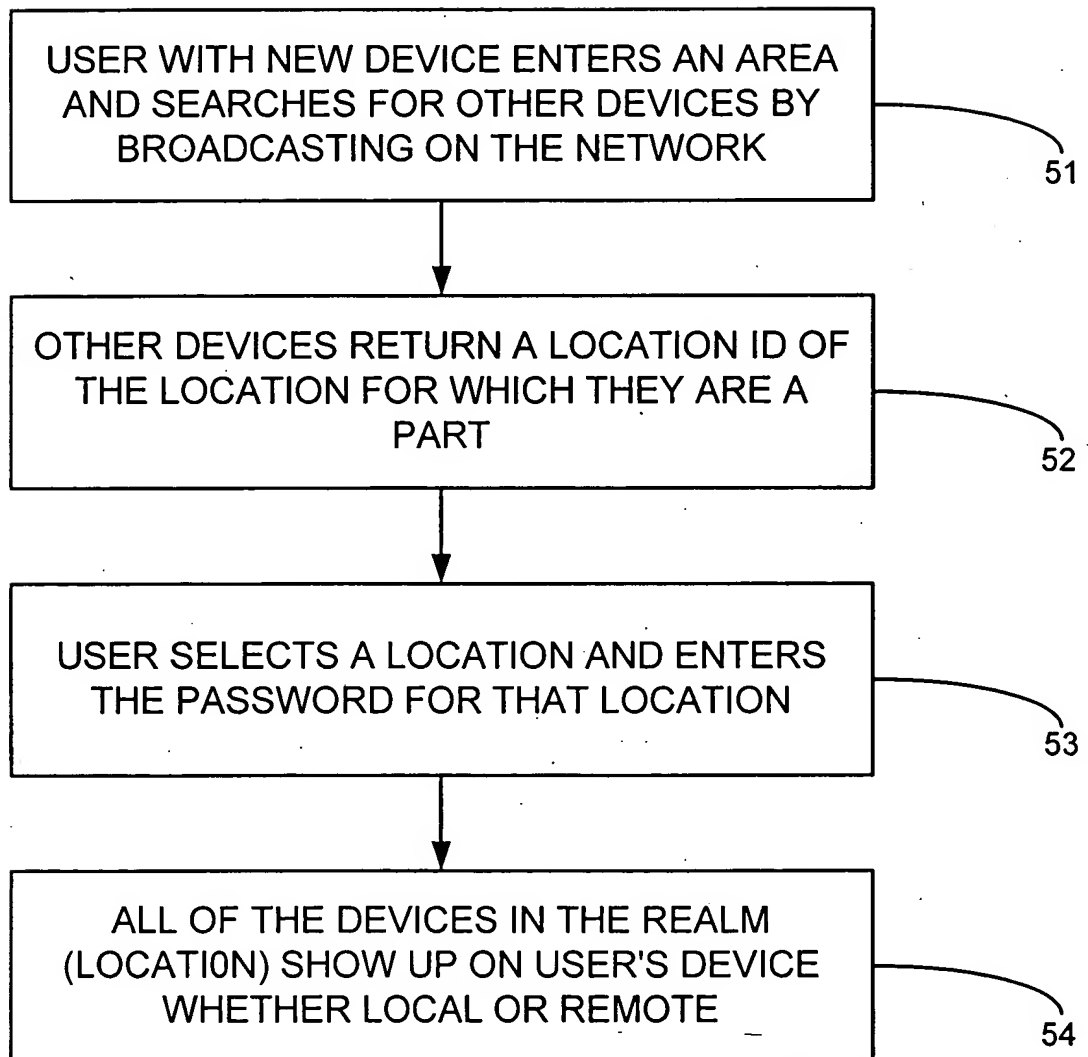 USER WITH NEW DEVICE ENTERS AN AREA
AND SEARCHES FOR OTHER DEVICES BY
BROADCASTING ON THE NETWORK
51
OTHER DEVICES RETURN A LOCATION ID OF
THE LOCATION FOR WHICH THEY ARE A
PART
52
USER SELECTS A LOCATION AND ENTERS
THE PASSWORD FOR THAT LOCATION
53
ALL OF THE DEVICES IN THE REALM
(LOCATI0N) SHOW UP ON USER'S DEVICE
WHETHER LOCAL OR REMOTE
54